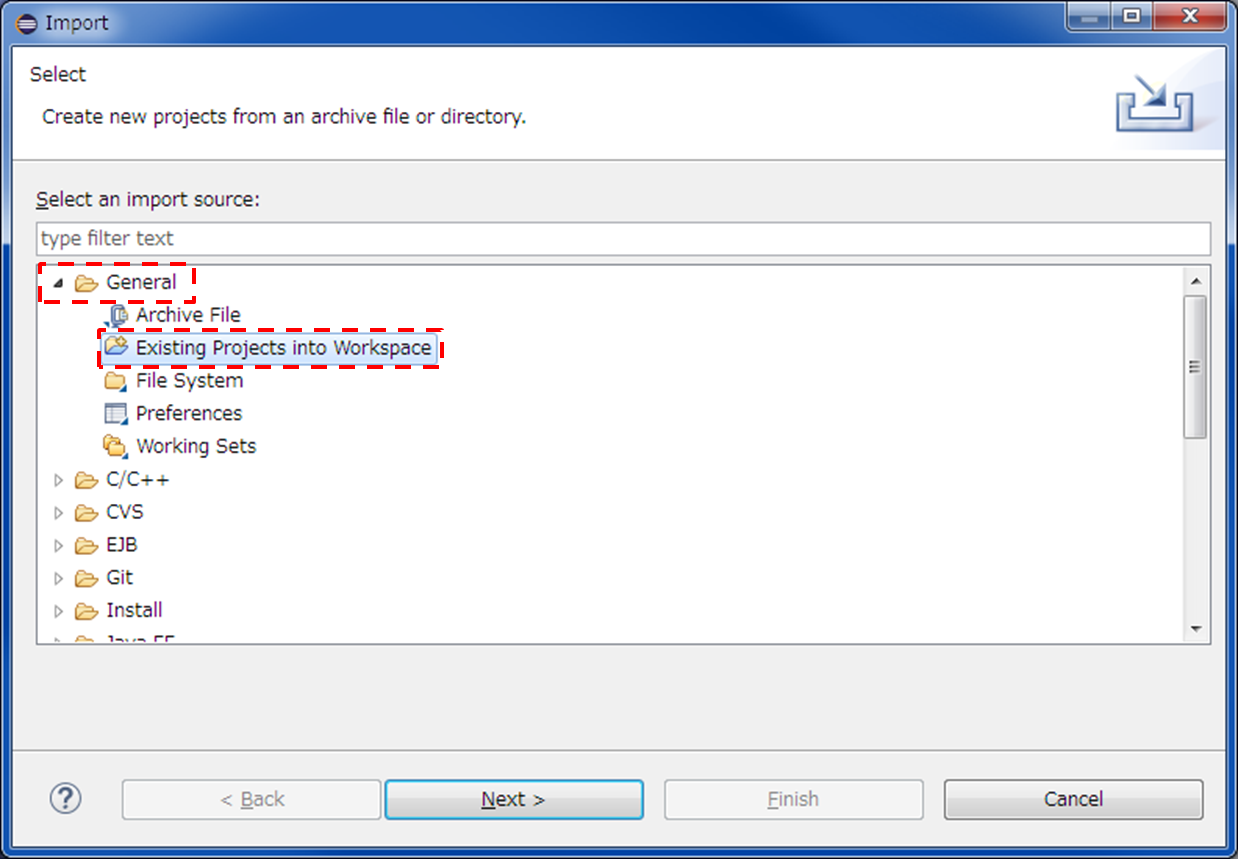 Import
Select
Create new projects from an archive file or directory.
Select an import source:
type filter text
General
Archive File
Existing Projects into Workspace
File System
Preferences
Working Sets
C/C++
CVS
EJB
Git
Install
Java EE
?
< Back
Next >
Finish
Cancel